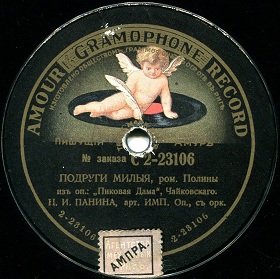 AMOUR GRAMOPHONE RECORD
ПИШУЩІЙ АМУРЪ
№ заказа C 2-23106
ПОДРУГИ МИЛЫЯ, ром. Полины
изъ оп.: „Пиковая Дама", Чайковскаго.
Н. И. ПАНИНА, арт. ИМП. Оп., съ орк.
2-23106
2-23106
АМПРА.